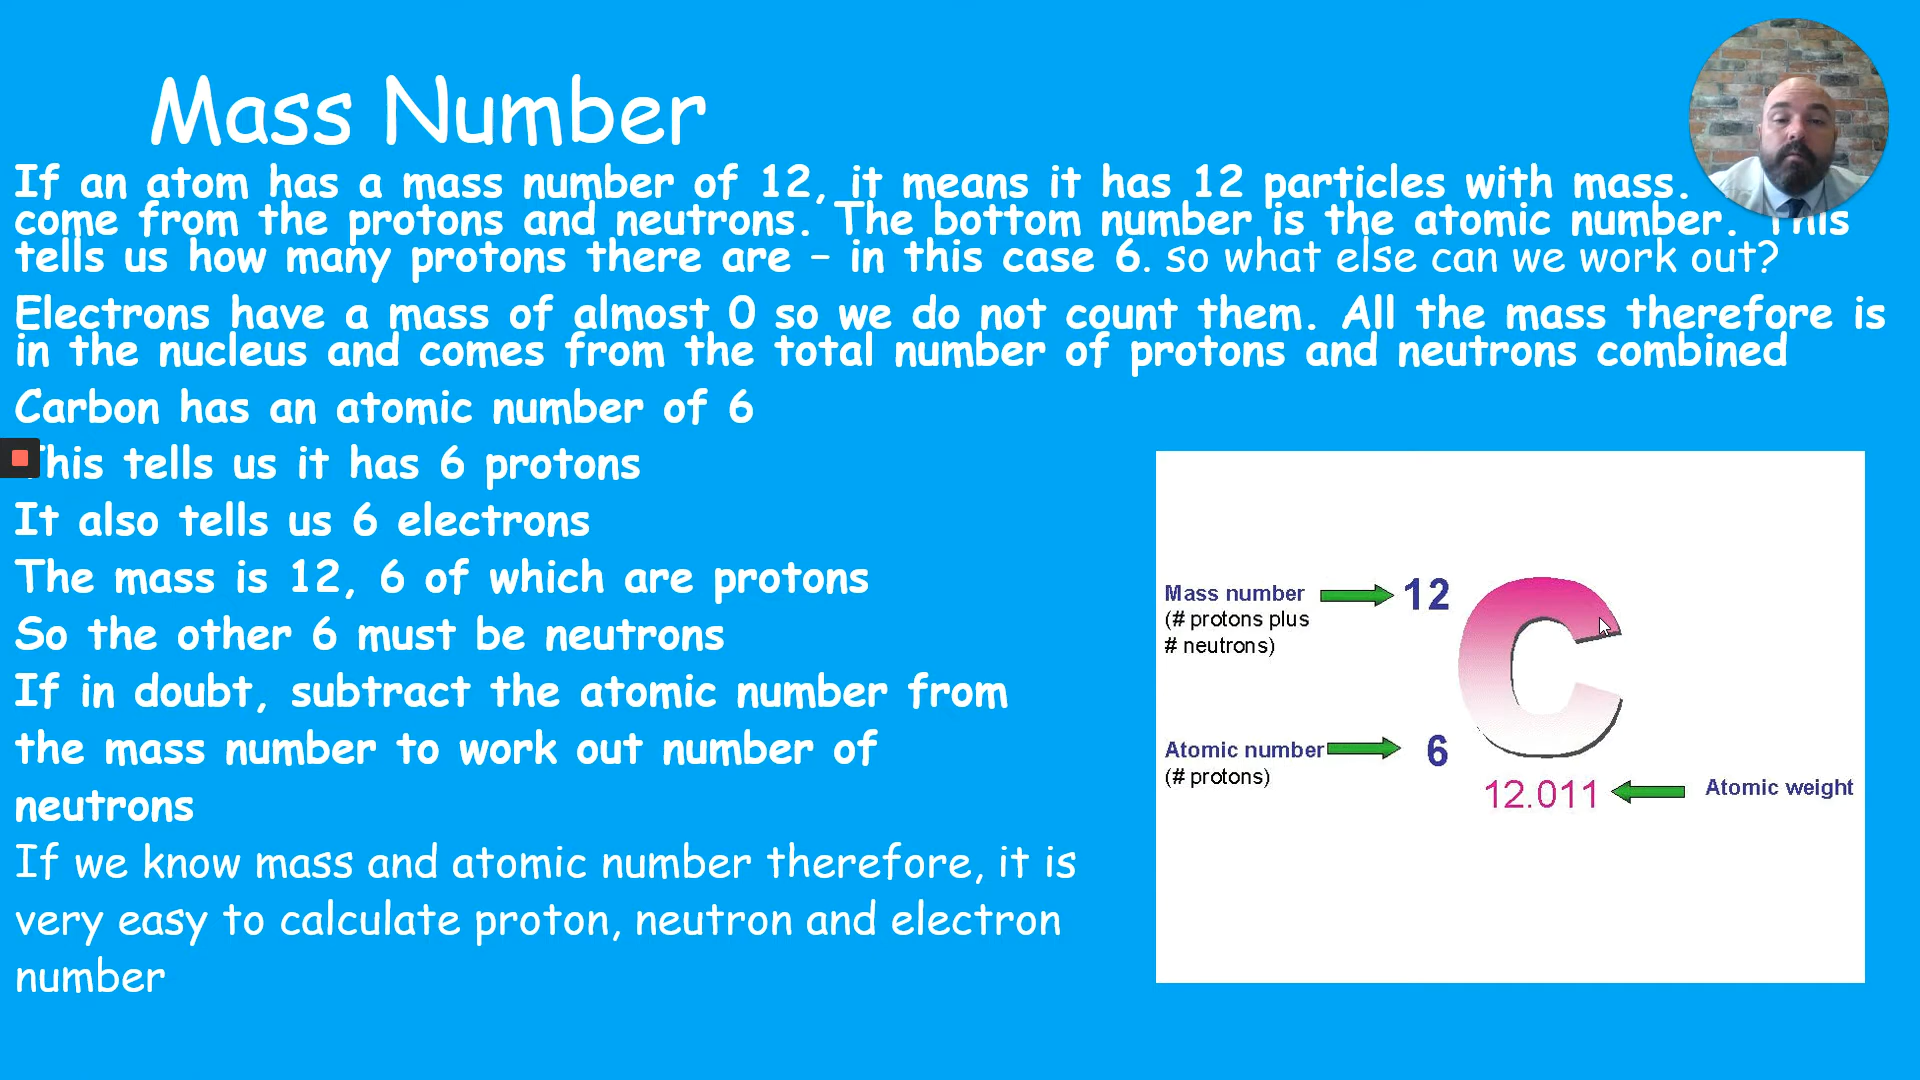 Mass Number
If an atom has a mass number of 12, it means it has 12 particles with mass.
come from the protons and neutrons. The bottom number is the atomic number. This
tells us how many protons there are – in this case 6. so what else can we work out?
Electrons have a mass of almost 0 so we do not count them. All the mass therefore is
in the nucleus and comes from the total number of protons and neutrons combined
Carbon has an atomic number of 6
This tells us it has 6 protons
It also tells us 6 electrons
The mass is 12, 6 of which are protons
So the other 6 must be neutrons
If in doubt, subtract the atomic number from
the mass number to work out number of
neutrons
If we know mass and atomic number therefore, it is
very easy to calculate proton, neutron and electron
number
Mass number 12
(# protons plus
# neutrons)
C
Atomic number 6
(# protons)
12.011 Atomic weight